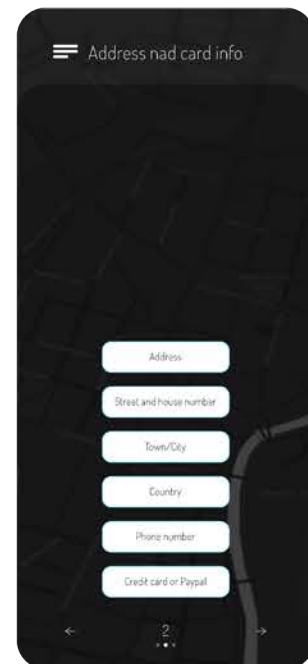 Address nad card info
Address
Street and house number
Town/City
Country
Phone number
Credit card or Paypall
← 2 →